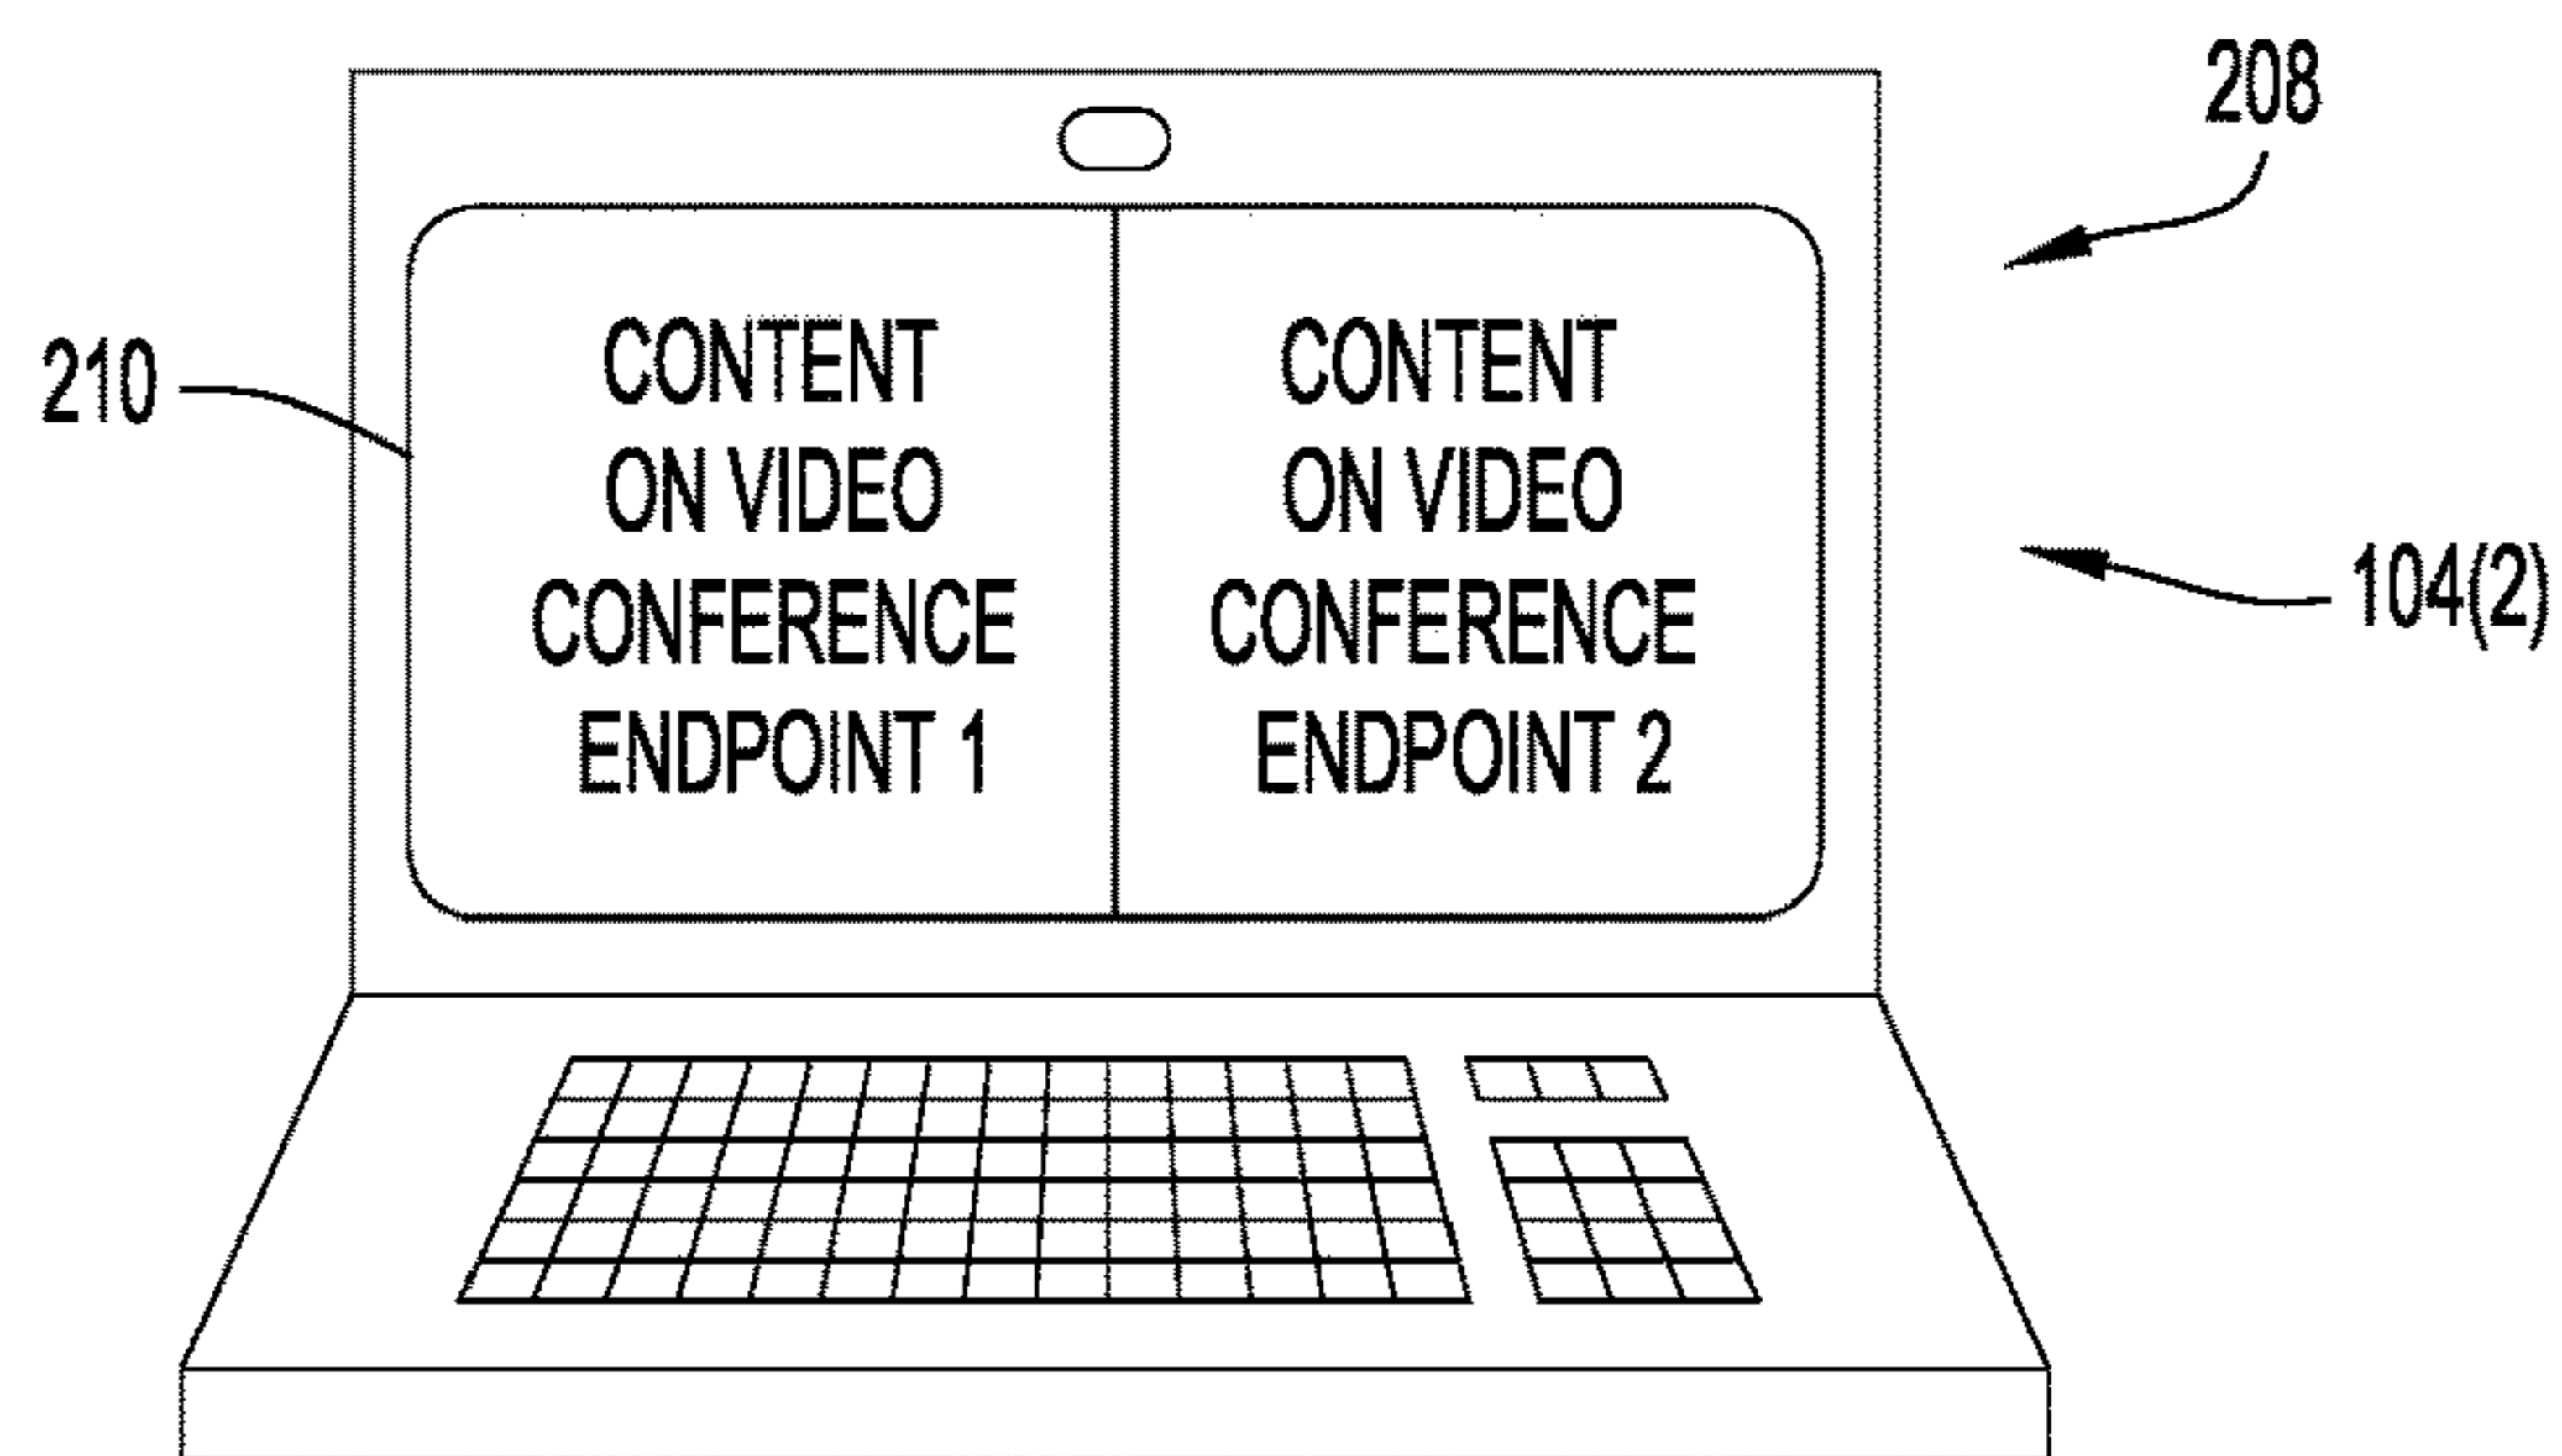 208
210
CONTENT
ON VIDEO
CONFERENCE
ENDPOINT 1
CONTENT
ON VIDEO
CONFERENCE
ENDPOINT 2
104(2)